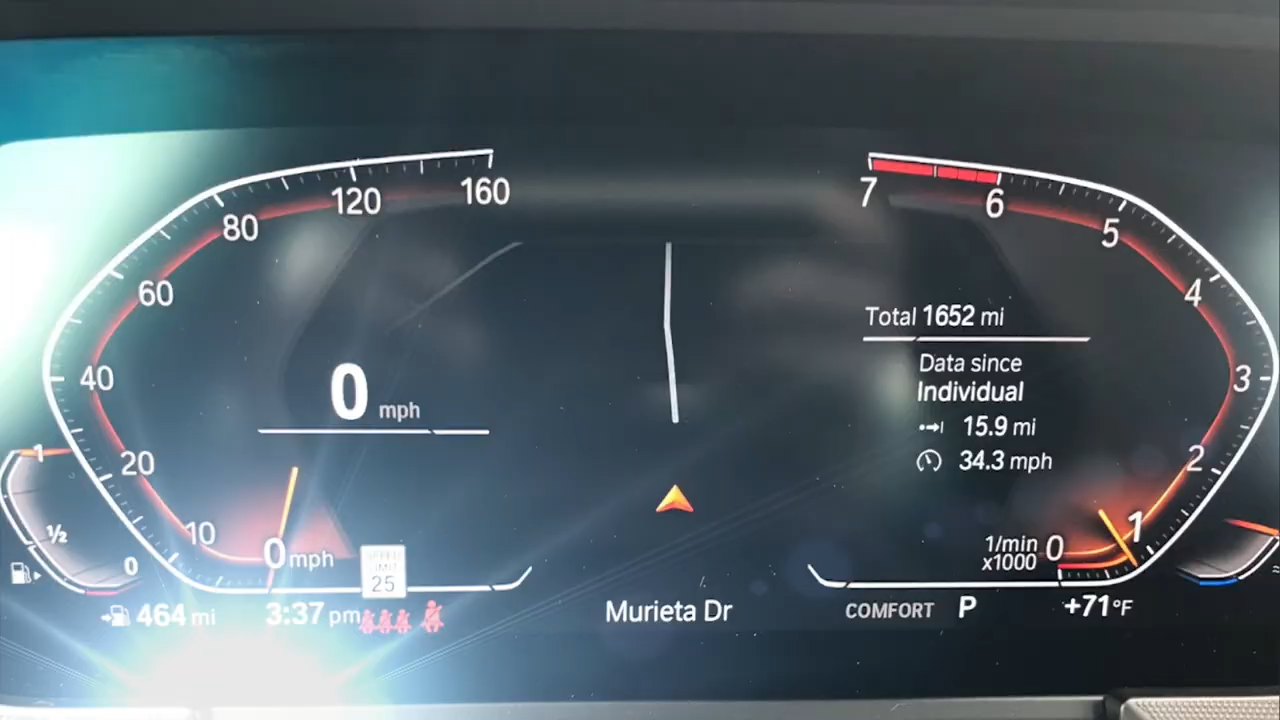 160
120
80
60
40
20
10
0 mph
0 mph
SPEED LIMIT 25
1
1/2
0
464 mi
3:37 pm
Murieta Dr
7
6
5
4
3
2
1
0
1/min
x1000
Total 1652 mi
Data since
Individual
15.9 mi
34.3 mph
COMFORT P
+71°F